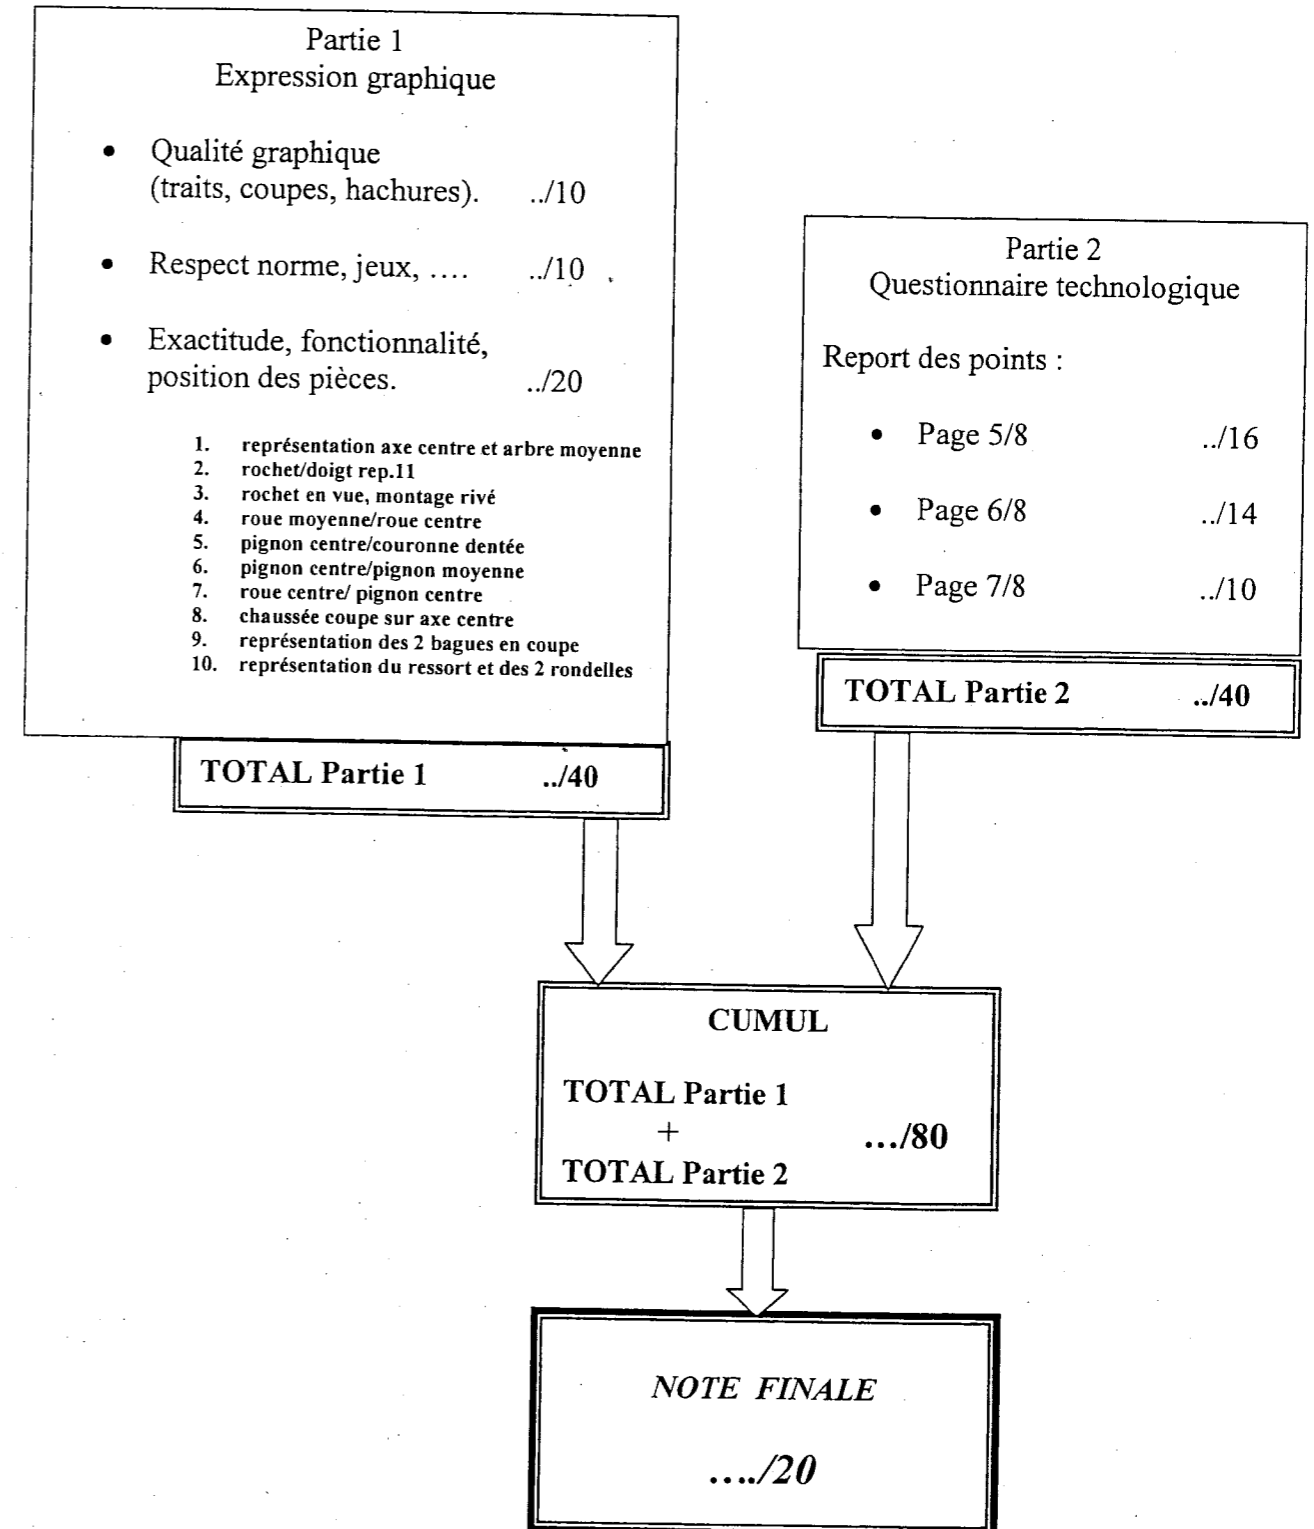 Partie 1
Expression graphique
• Qualité graphique
(traits, coupes, hachures). ../10
• Respect norme, jeux, .... ../10
• Exactitude, fonctionnalité,
position des pièces. ../20
1. représentation axe centre et arbre moyenne
2. rochet/doigt rep.11
3. rochet en vue, montage rivé
4. roue moyenne/roue centre
5. pignon centre/couronne dentée
6. pignon centre/pignon moyenne
7. roue centre/ pignon centre
8. chaussée coupe sur axe centre
9. représentation des 2 bagues en coupe
10. représentation du ressort et des 2 rondelles
TOTAL Partie 1 ../40
Partie 2
Questionnaire technologique
Report des points :
• Page 5/8 ../16
• Page 6/8 ../14
• Page 7/8 ../10
TOTAL Partie 2 ../40
CUMUL
TOTAL Partie 1
+ .../80
TOTAL Partie 2
NOTE FINALE
..../20